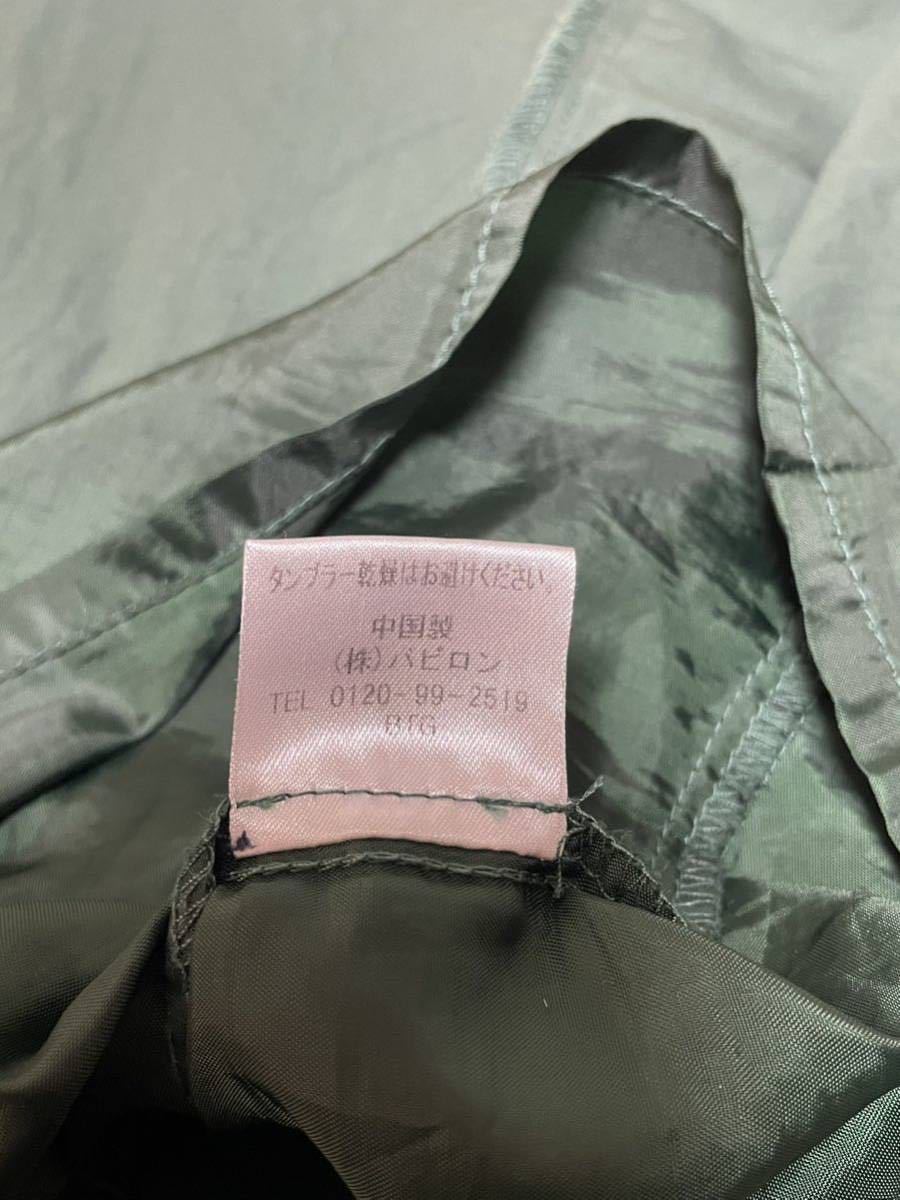 タンブラー乾燥はお避けください。
中国製
(株)バビロン
TEL 0120-99-2519